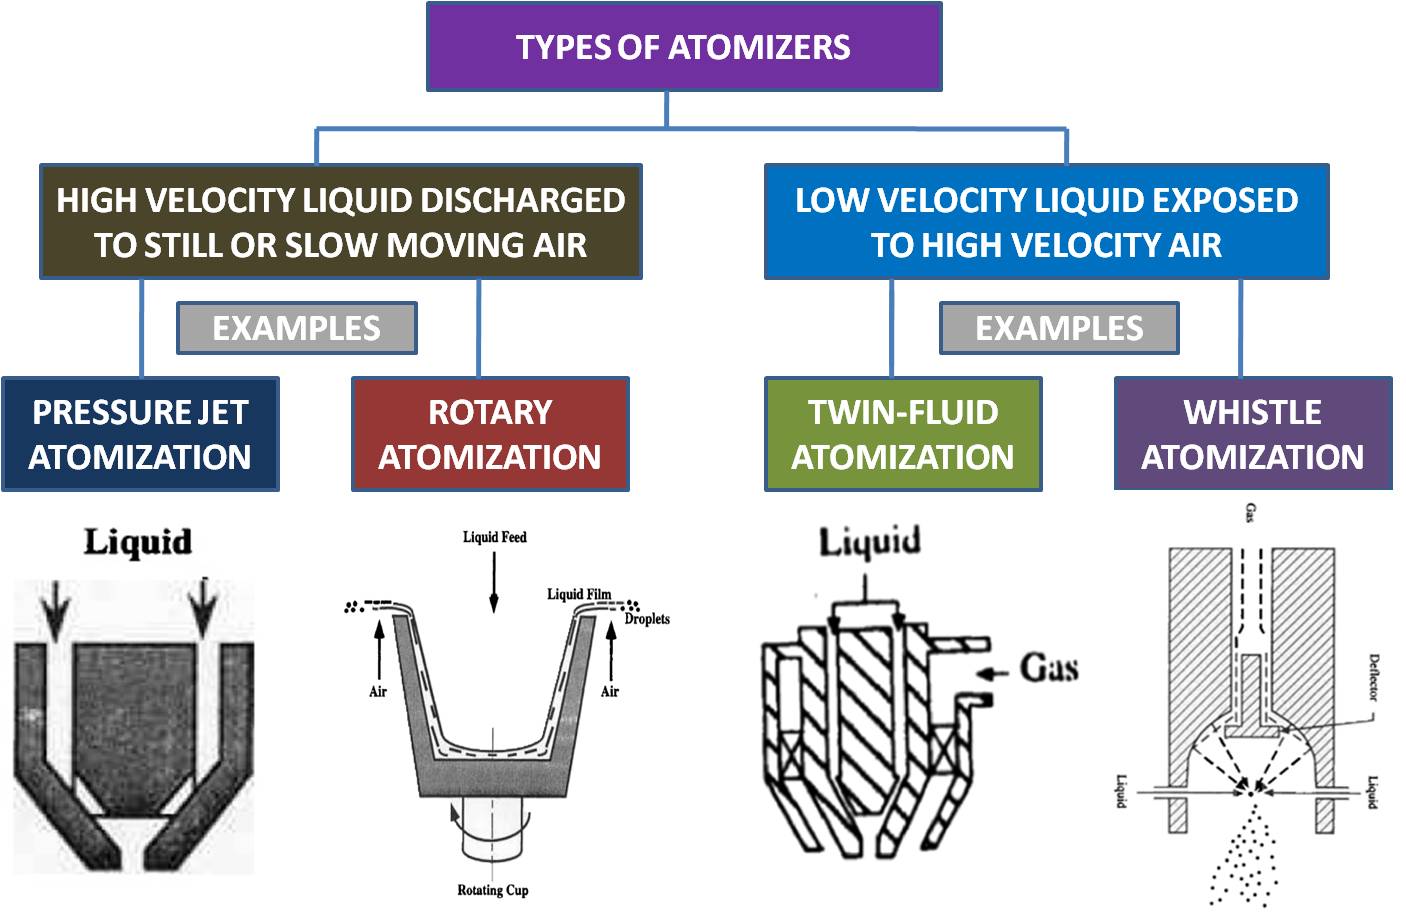 TYPES OF ATOMIZERS
HIGH VELOCITY LIQUID DISCHARGED
TO STILL OR SLOW MOVING AIR
LOW VELOCITY LIQUID EXPOSED
TO HIGH VELOCITY AIR
EXAMPLES
EXAMPLES
PRESSURE JET
ATOMIZATION
ROTARY
ATOMIZATION
TWIN-FLUID
ATOMIZATION
WHISTLE
ATOMIZATION
Liquid
Liquid Feed
Liquid Film
Droplets
Air
Air
Rotating Cup
Liquid
Gas
Gas
Deflector
Liquid
Liquid